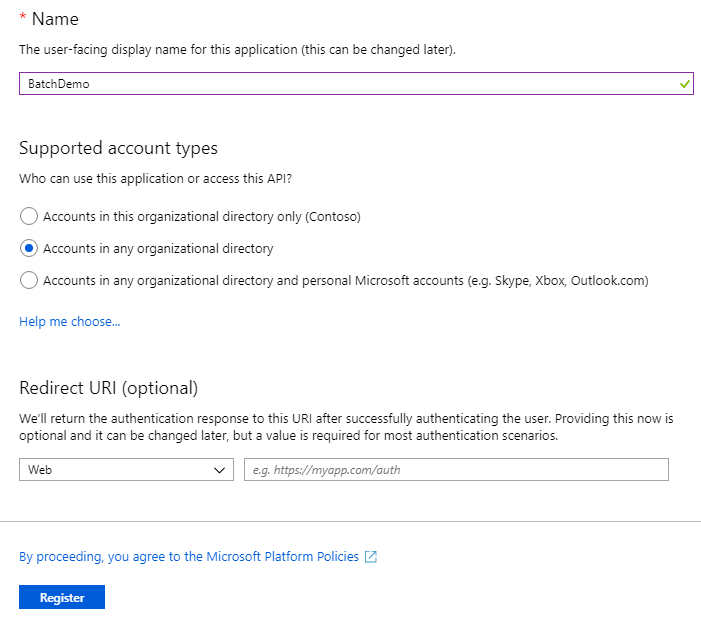 * Name
The user-facing display name for this application (this can be changed later).
BatchDemo
Supported account types
Who can use this application or access this API?
Accounts in this organizational directory only (Contoso)
Accounts in any organizational directory
Accounts in any organizational directory and personal Microsoft accounts (e.g. Skype, Xbox, Outlook.com)
Help me choose...
Redirect URI (optional)
We'll return the authentication response to this URI after successfully authenticating the user. Providing this now is
optional and it can be changed later, but a value is required for most authentication scenarios.
Web e.g. https://myapp.com/auth
By proceeding, you agree to the Microsoft Platform Policies
Register